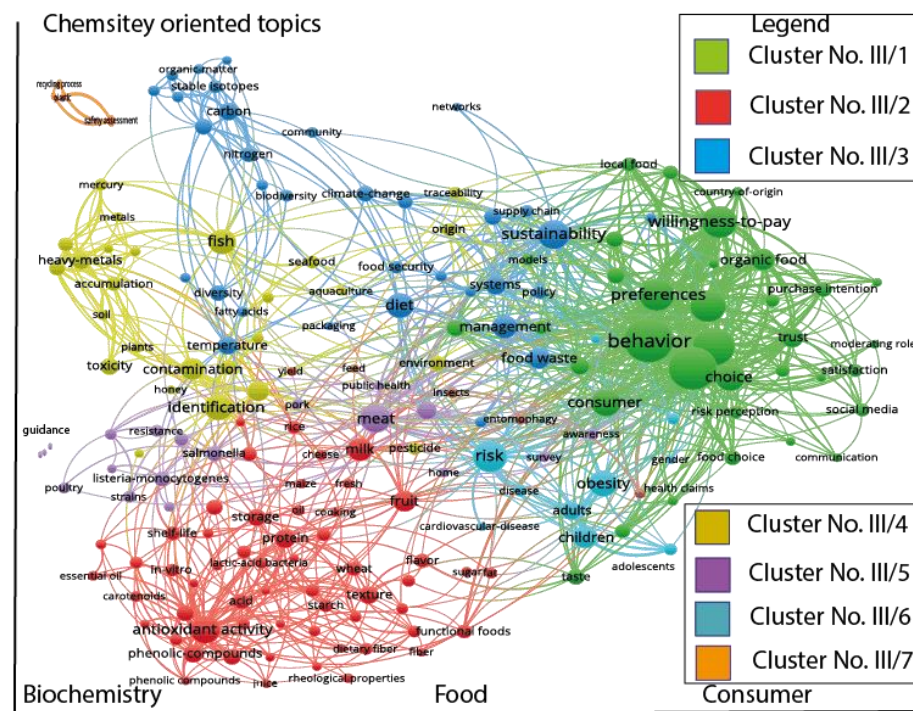 Chemsitey oriented topics
Legend
Cluster No. III/1
Cluster No. III/2
Cluster No. III/3
organic matter
recycling process
stable isotopes
plastic
carbon
networks
safety assessment
community
nitrogen
local food
mercury
biodiversity
climate-change
traceability
country-of-origin
metals
supply chain
willingness-to-pay
fish
origin
sustainability
heavy-metals
seafood
models
organic food
food security
accumulation
systems
policy
purchase intention
diversity
aquaculture
preferences
fatty acids
diet
soil
packaging
management
trust
plants
temperature
behavior
moderating role
toxicity
contamination
yield
feed
environment
food waste
satisfaction
honey
public health
insects
choice
identification
pork
consumer
social media
meat
entomophagy
risk perception
guidance
resistance
rice
awareness
salmonella
cheese
milk
pesticide
risk
survey
food choice
communication
poultry
listeria-monocytogenes
home
gender
strains
maize
fresh
disease
obesity
health claims
oil
fruit
adults
storage
cooking
cardiovascular-disease
shelf-life
protein
children
Cluster No. III/4
lactic-acid bacteria
flavor
adolescents
essential oil
in-vitro
wheat
sugar
fat
taste
Cluster No. III/5
carotenoids
acid
texture
starch
Cluster No. III/6
antioxidant activity
functional foods
phenolic-compounds
dietary fiber
fiber
Cluster No. III/7
phenolic compounds
juice
rheological properties
Biochemistry
Food
Consumer